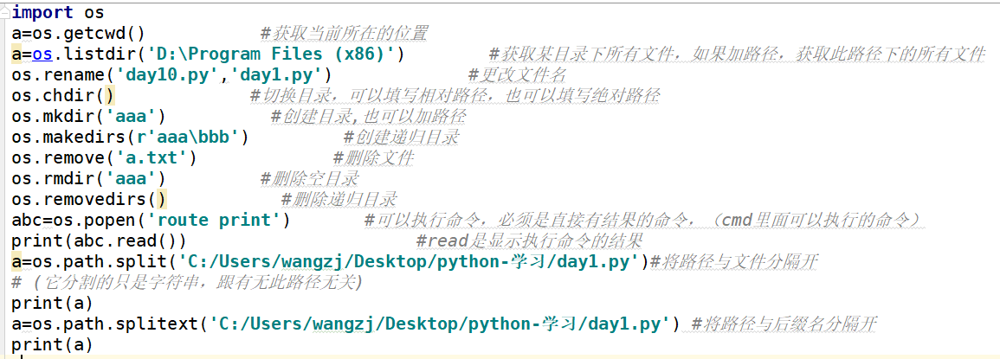 import os
a=os.getcwd() #获取当前所在的位置
a=os.listdir('D:\Program Files (x86)') #获取某目录下所有文件，如果加路径，获取此路径下的所有文件
os.rename('day10.py','day1.py') #更改文件名
os.chdir() #切换目录，可以填写相对路径，也可以填写绝对路径
os.mkdir('aaa') #创建目录,也可以加路径
os.makedirs(r'aaa\bbb') #创建递归目录
os.remove('a.txt') #删除文件
os.rmdir('aaa') #删除空目录
os.removedirs() #删除递归目录
abc=os.popen('route print') #可以执行命令，必须是直接有结果的命令，（cmd里面可以执行的命令）
print(abc.read()) #read是显示执行命令的结果
a=os.path.split('C:/Users/wangzj/Desktop/python-学习/day1.py')#将路径与文件分隔开
# (它分割的只是字符串，跟有无此路径无关)
print(a)
a=os.path.splitext('C:/Users/wangzj/Desktop/python-学习/day1.py') #将路径与后缀名分隔开
print(a)